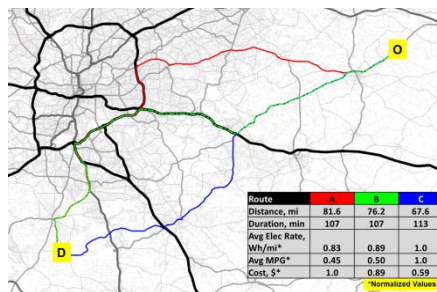 O
D
Route A B C
Distance, mi 81.6 76.2 67.6
Duration, min 107 107 113
Avg Elec Rate,
Wh/mi* 0.83 0.89 1.0
Avg MPG* 0.45 0.50 1.0
Cost, $* 1.0 0.89 0.59
*Normalized Values